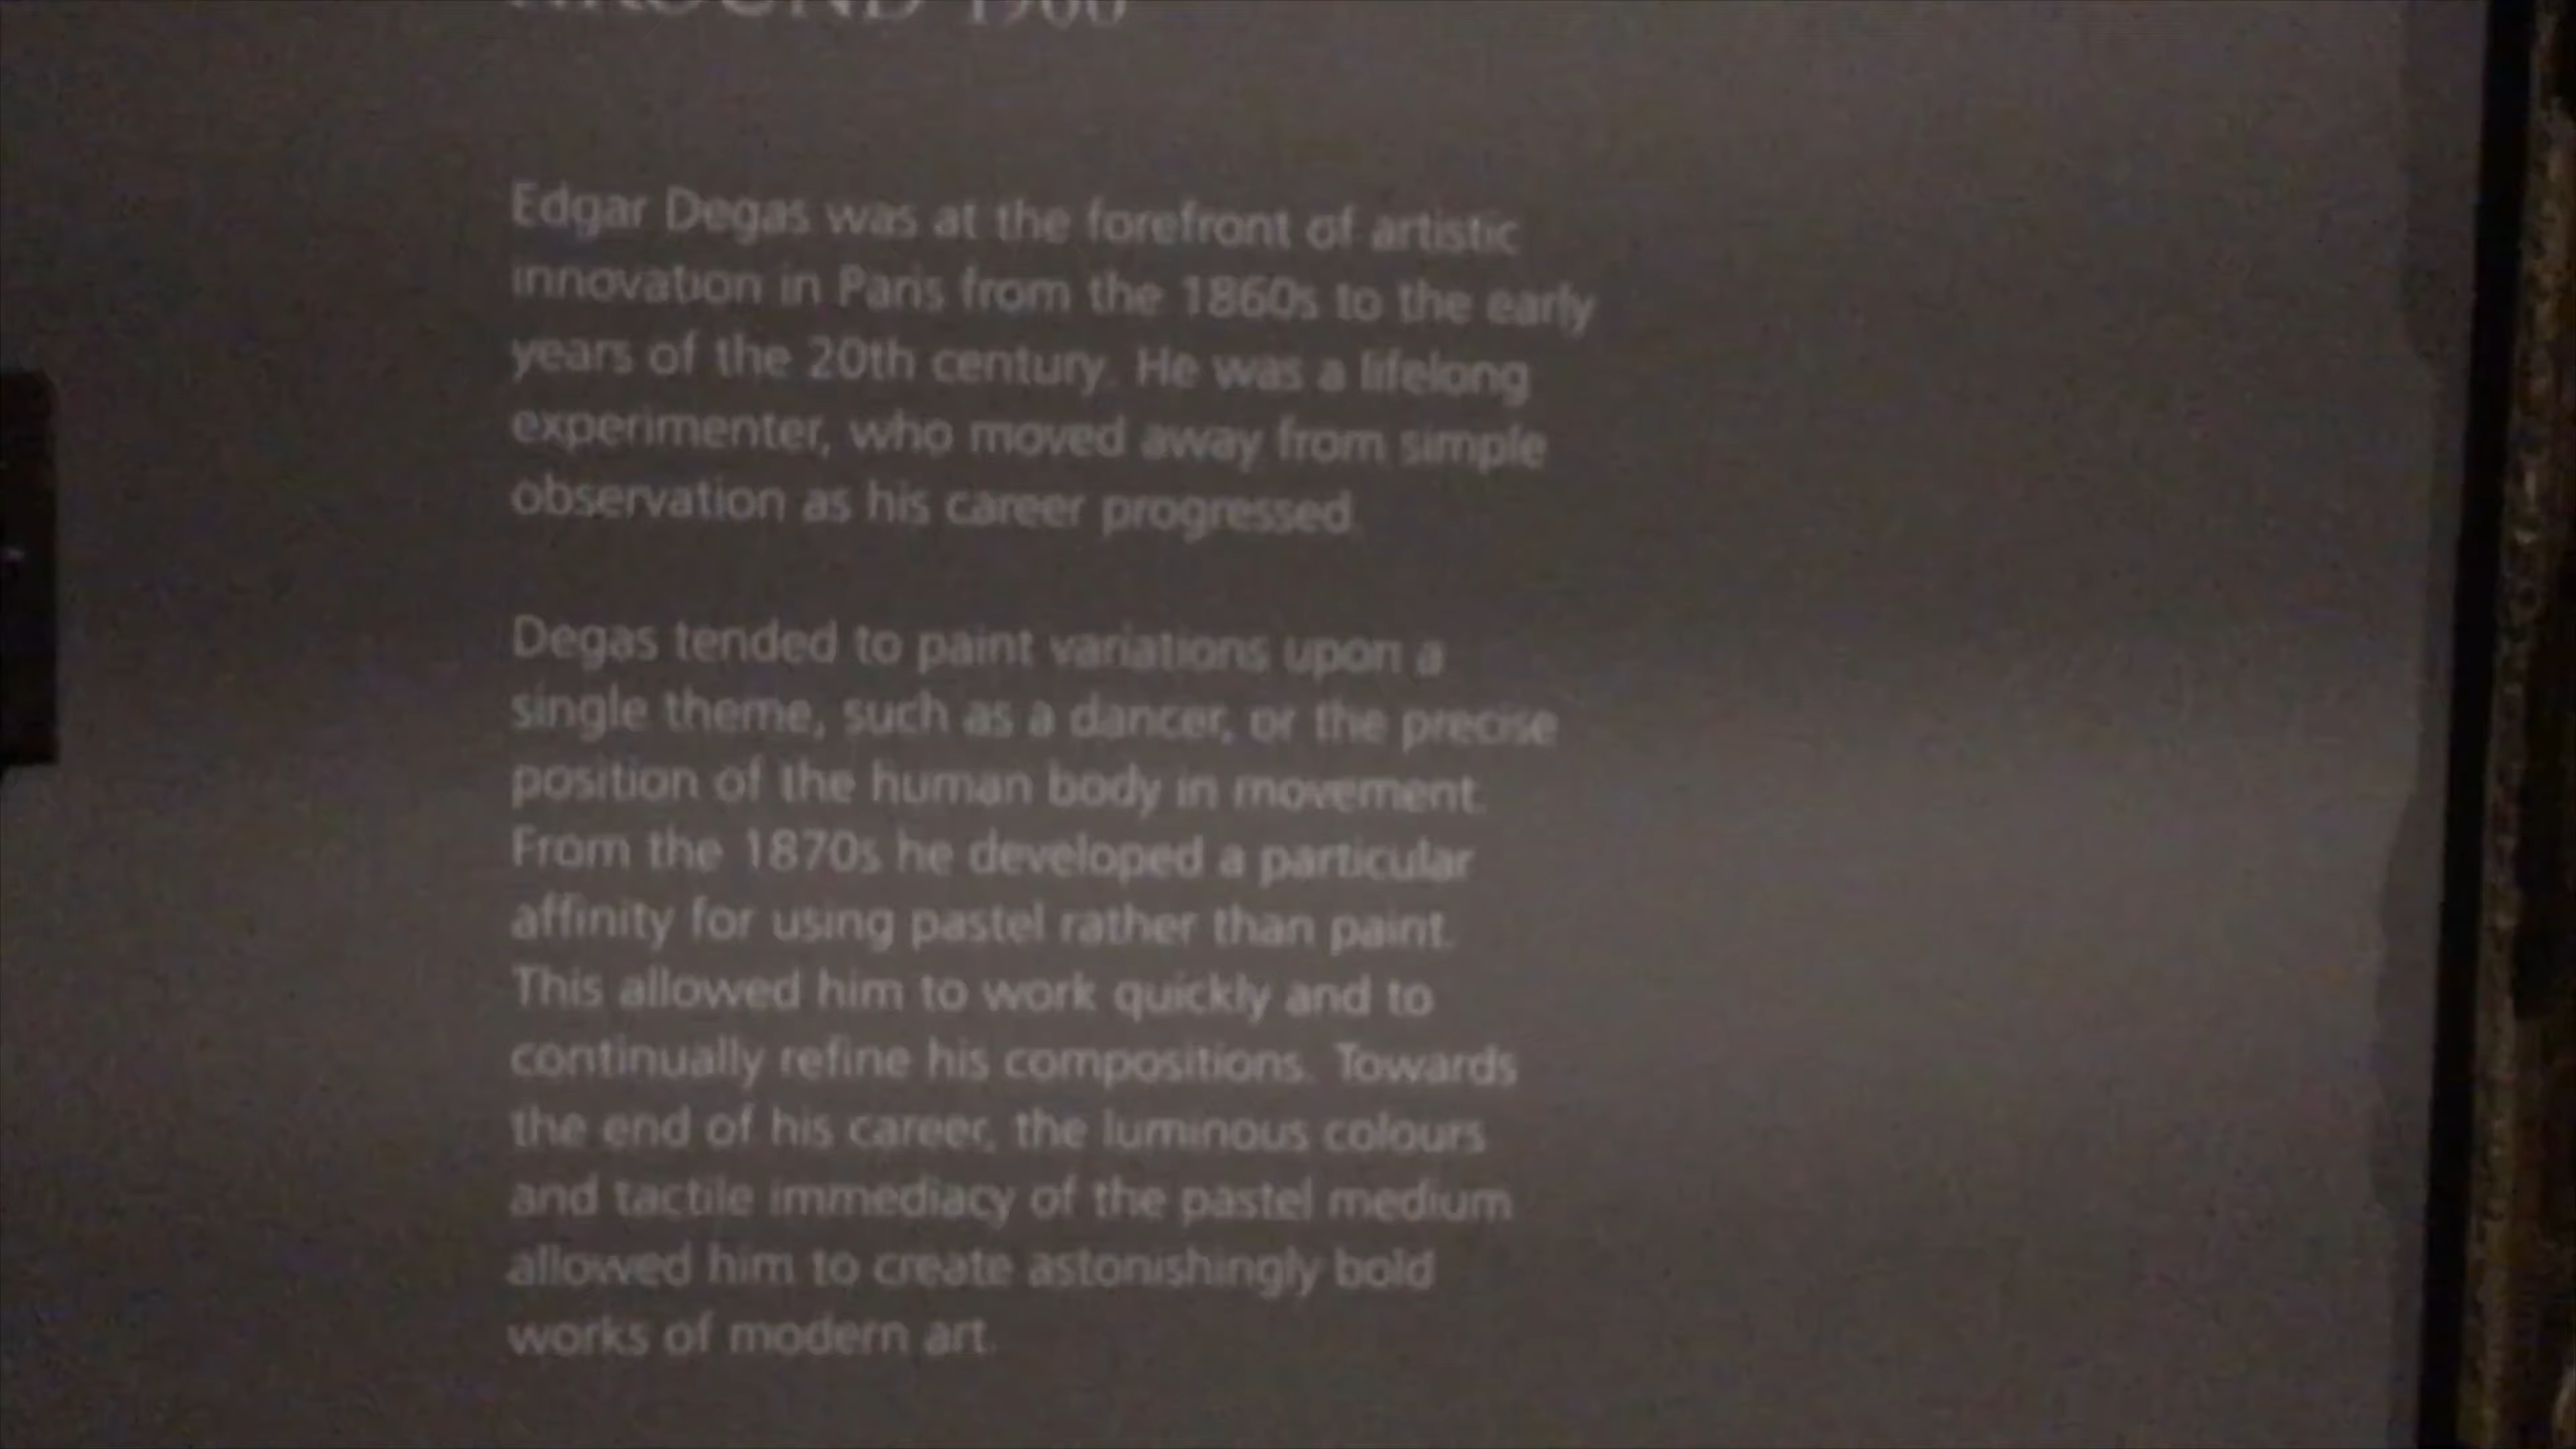 AROUND 1900
Edgar Degas was at the forefront of artistic
innovation in Paris from the 1860s to the early
years of the 20th century. He was a lifelong
experimenter, who moved away from simple
observation as his career progressed.
Degas tended to paint variations upon a
single theme, such as a dancer, or the precise
position of the human body in movement.
From the 1870s he developed a particular
affinity for using pastel rather than paint.
This allowed him to work quickly and to
continually refine his compositions. Towards
the end of his career, the luminous colours
and tactile immediacy of the pastel medium
allowed him to create astonishingly bold
works of modern art.